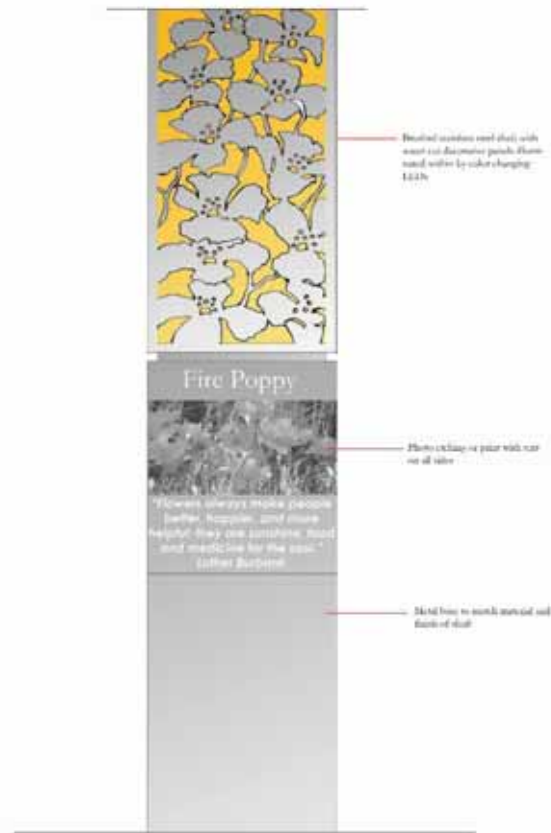 Brushed stainless steel shaft with
water cut decorative panels illumi-
nated within by color changing
LEDs
Fire Poppy
Photo etching or print with text
on all sides
"Flowers always make people
better, happier, and more
helpful; they are sunshine, food
and medicine for the soul."
Luther Burbank
Metal base to match material and
finish of shaft